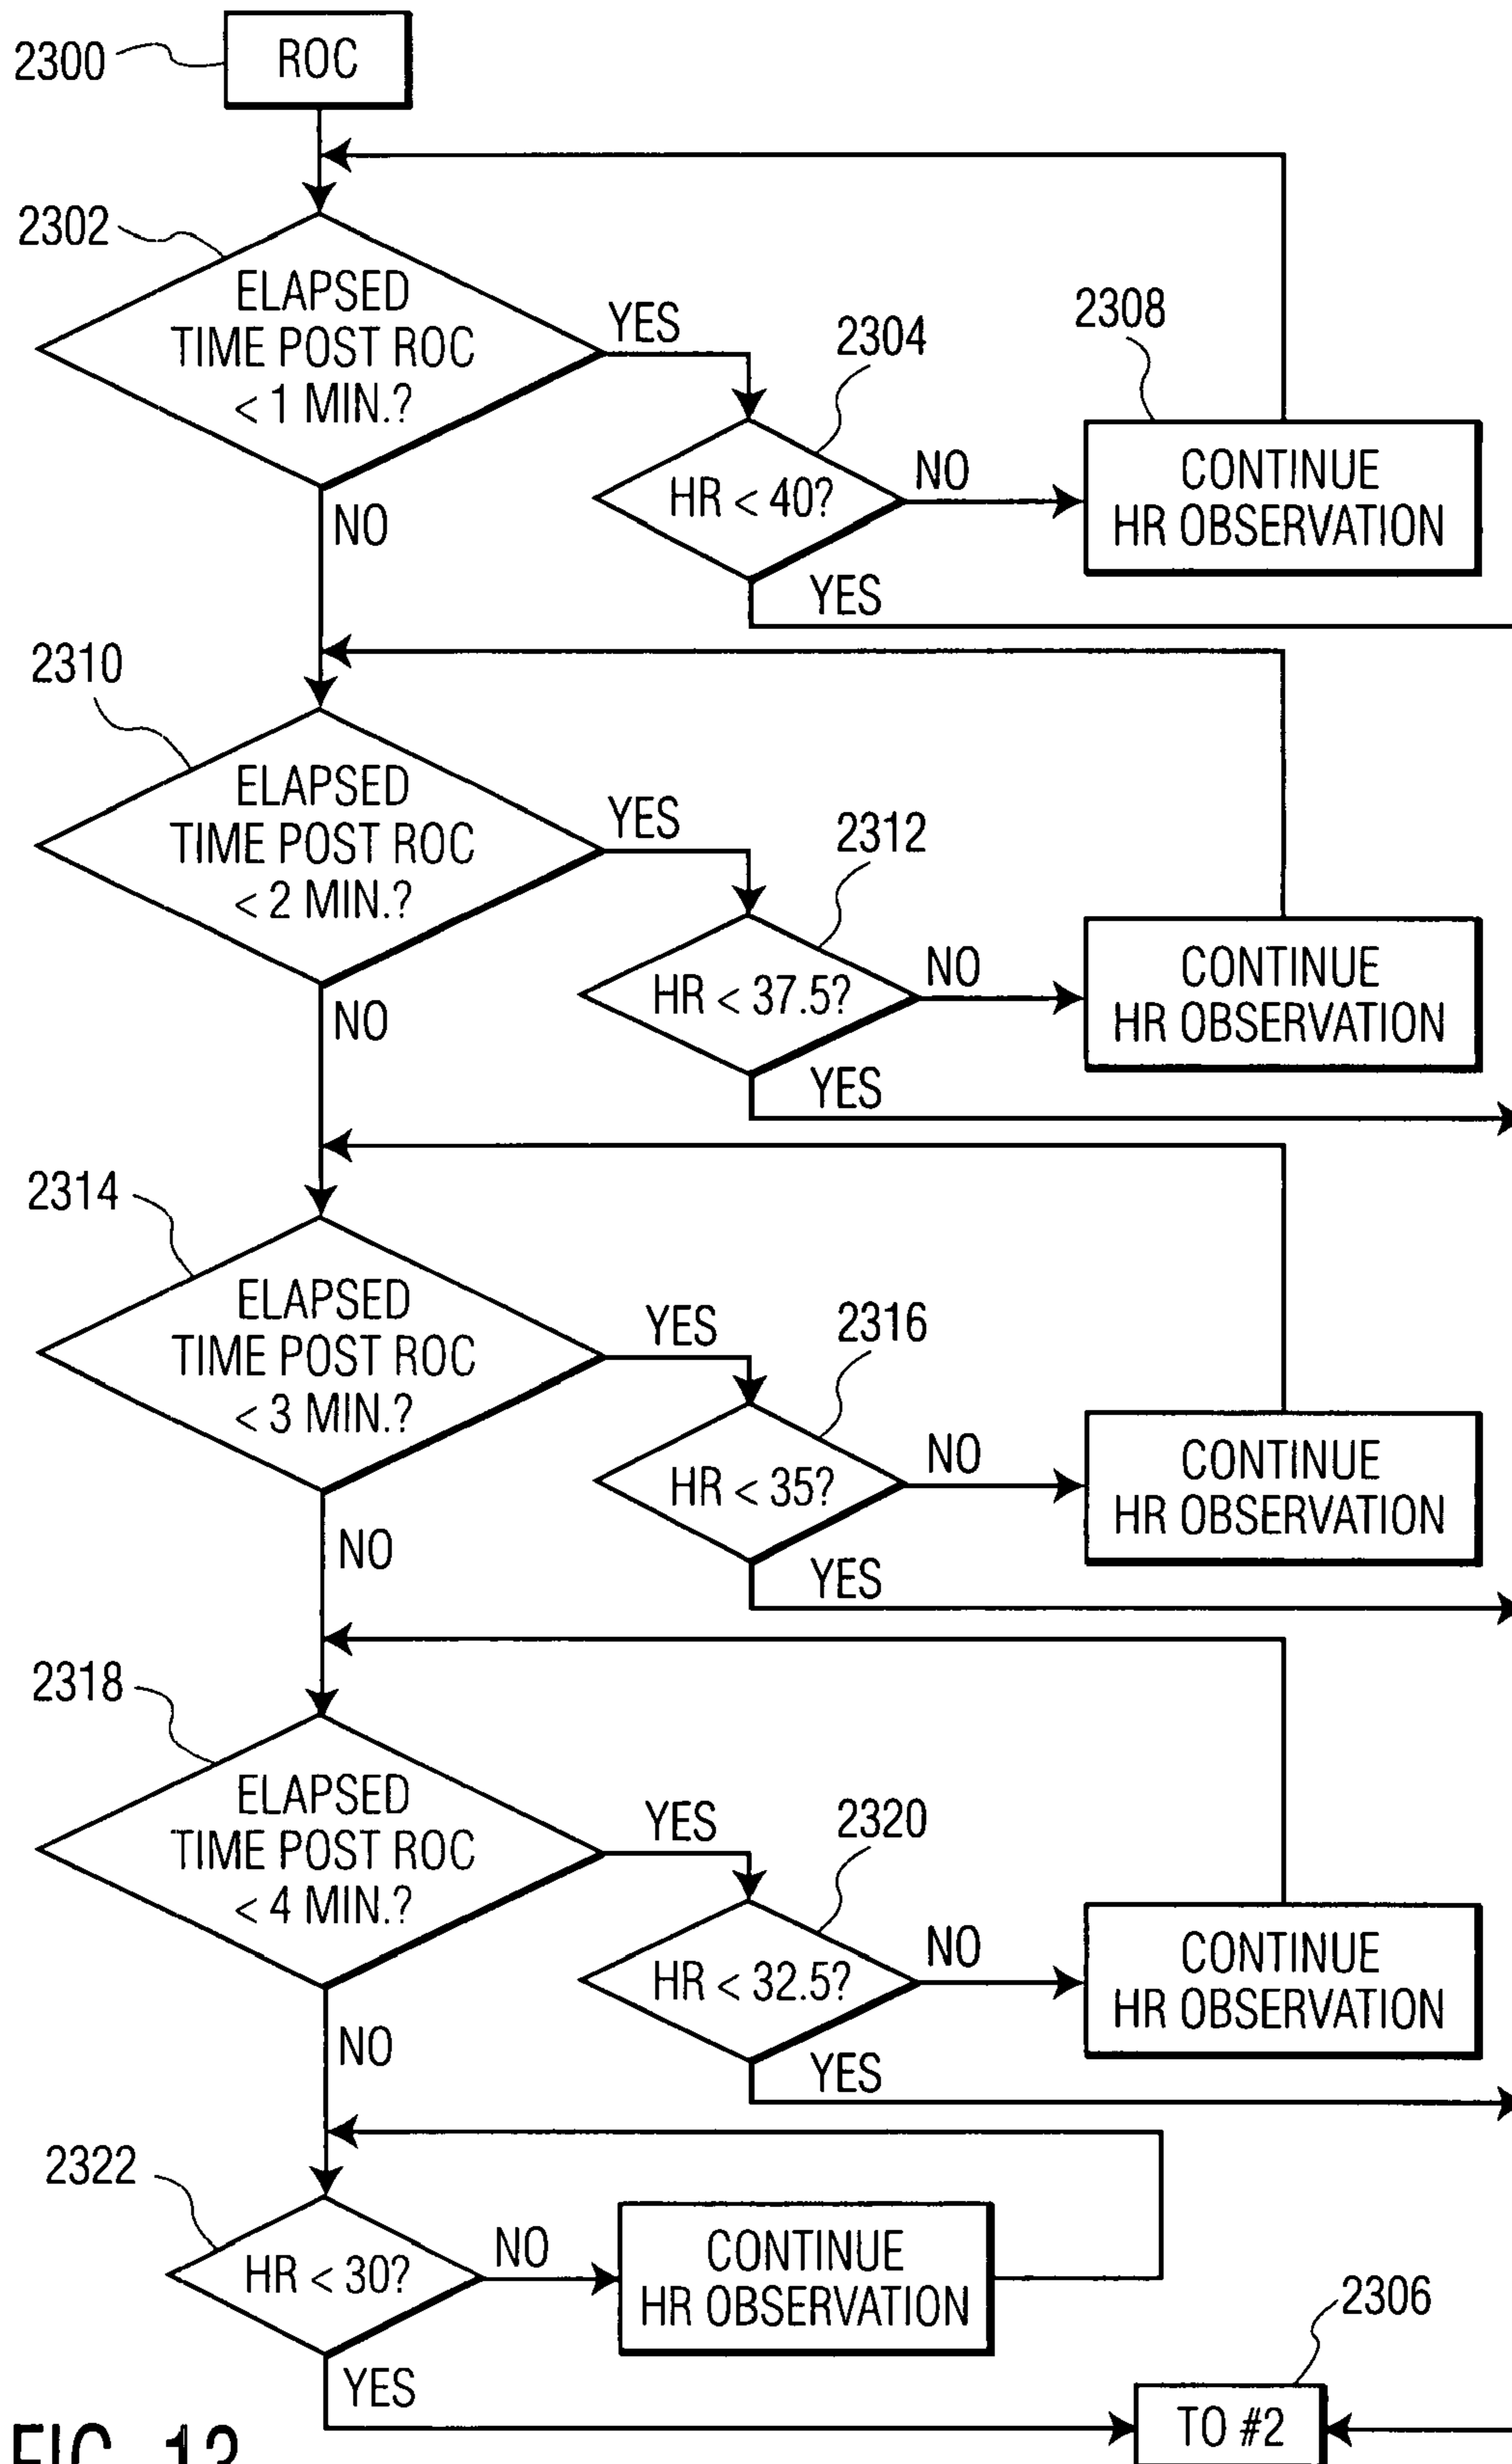 2300
ROC
2302
ELAPSED
TIME POST ROC
< 1 MIN.?
YES
2304
HR < 40?
NO
2308
CONTINUE
HR OBSERVATION
YES
NO
2310
ELAPSED
TIME POST ROC
< 2 MIN.?
YES
2312
HR < 37.5?
NO
CONTINUE
HR OBSERVATION
YES
NO
2314
ELAPSED
TIME POST ROC
< 3 MIN.?
YES
2316
HR < 35?
NO
CONTINUE
HR OBSERVATION
YES
NO
2318
ELAPSED
TIME POST ROC
< 4 MIN.?
YES
2320
HR < 32.5?
NO
CONTINUE
HR OBSERVATION
YES
NO
2322
HR < 30?
NO
CONTINUE
HR OBSERVATION
YES
2306
TO #2
FIG. 13